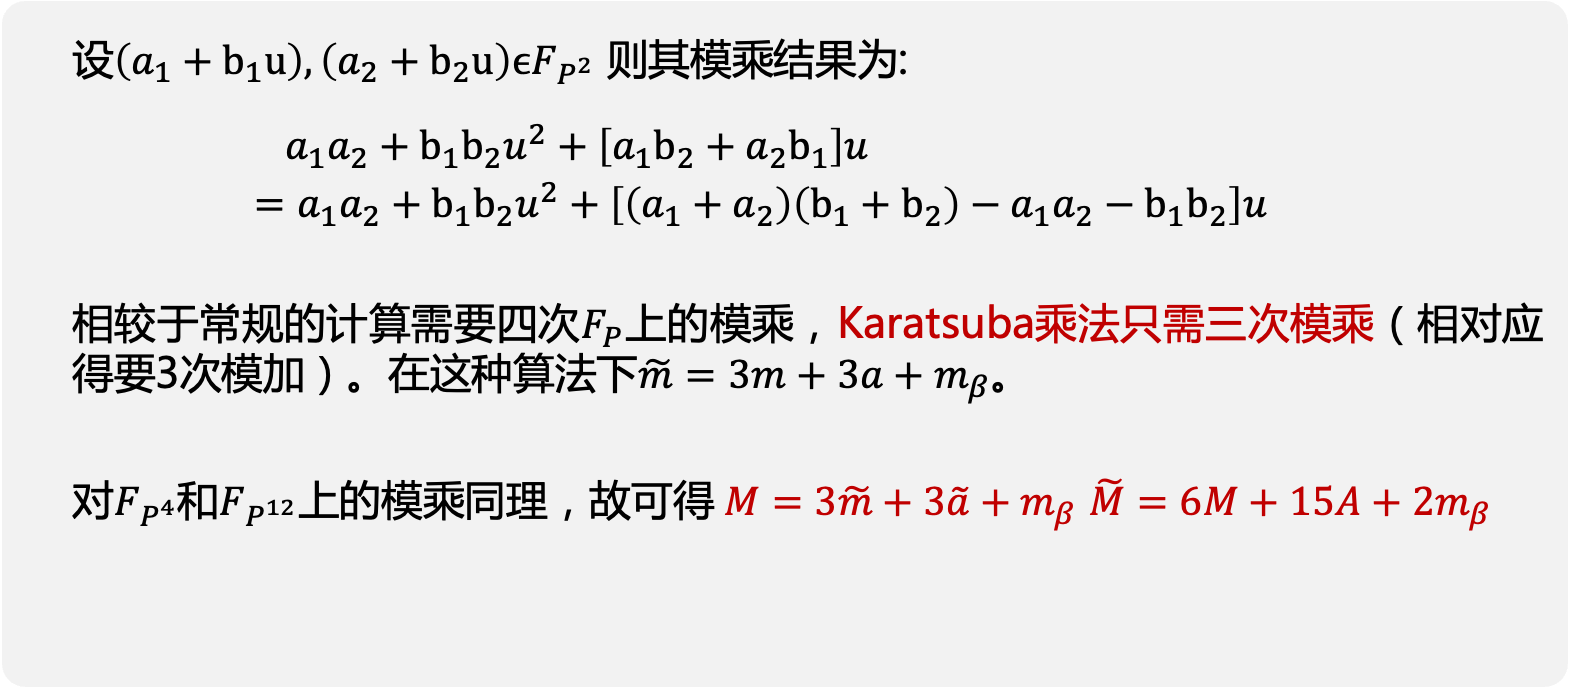 设(a₁ + b₁u), (a₂ + b₂u)ϵF_{P²} 则其模乘结果为:
a₁a₂ + b₁b₂u² + [a₁b₂ + a₂b₁]u
= a₁a₂ + b₁b₂u² + [(a₁ + a₂)(b₁ + b₂) − a₁a₂ − b₁b₂]u
相较于常规的计算需要四次F_P上的模乘，Karatsuba乘法只需三次模乘（相对应
得要3次模加）。在这种算法下m̃ = 3m + 3a + m_β。
对F_{P⁴}和F_{P¹²}上的模乘同理，故可得 M = 3m̃ + 3ã + m_β M̃ = 6M + 15A + 2m_β